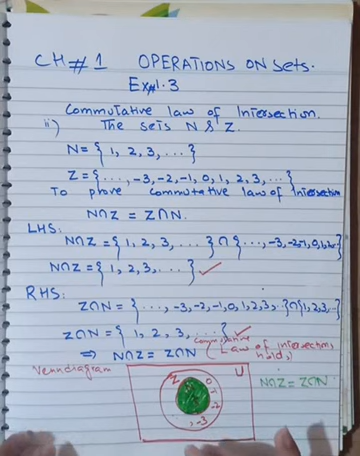 CH # 1 OPERATIONS ON Sets.
Ex#1.3
Commutative law of Intersection.
ii) The sets N & Z.
N = { 1, 2, 3, ... }
Z = { ..., -3, -2, -1, 0, 1, 2, 3, ... }
To prove commutative law of Intersection
N∩Z = Z∩N.
LHS:
N∩Z = { 1, 2, 3, ... } ∩ { ..., -3, -2, -1, 0, 1, 2, ... }
N∩Z = { 1, 2, 3, ... } ✓
RHS:
Z∩N = { ..., -3, -2, -1, 0, 1, 2, 3, ... } ∩ { 1, 2, 3, ... }
Z∩N = { 1, 2, 3, ... } ✓
⇒ N∩Z = Z∩N (Commutative Law of intersection hold,)
Venn diagram
U
Z
0
-2
-3
N∩Z = Z∩N